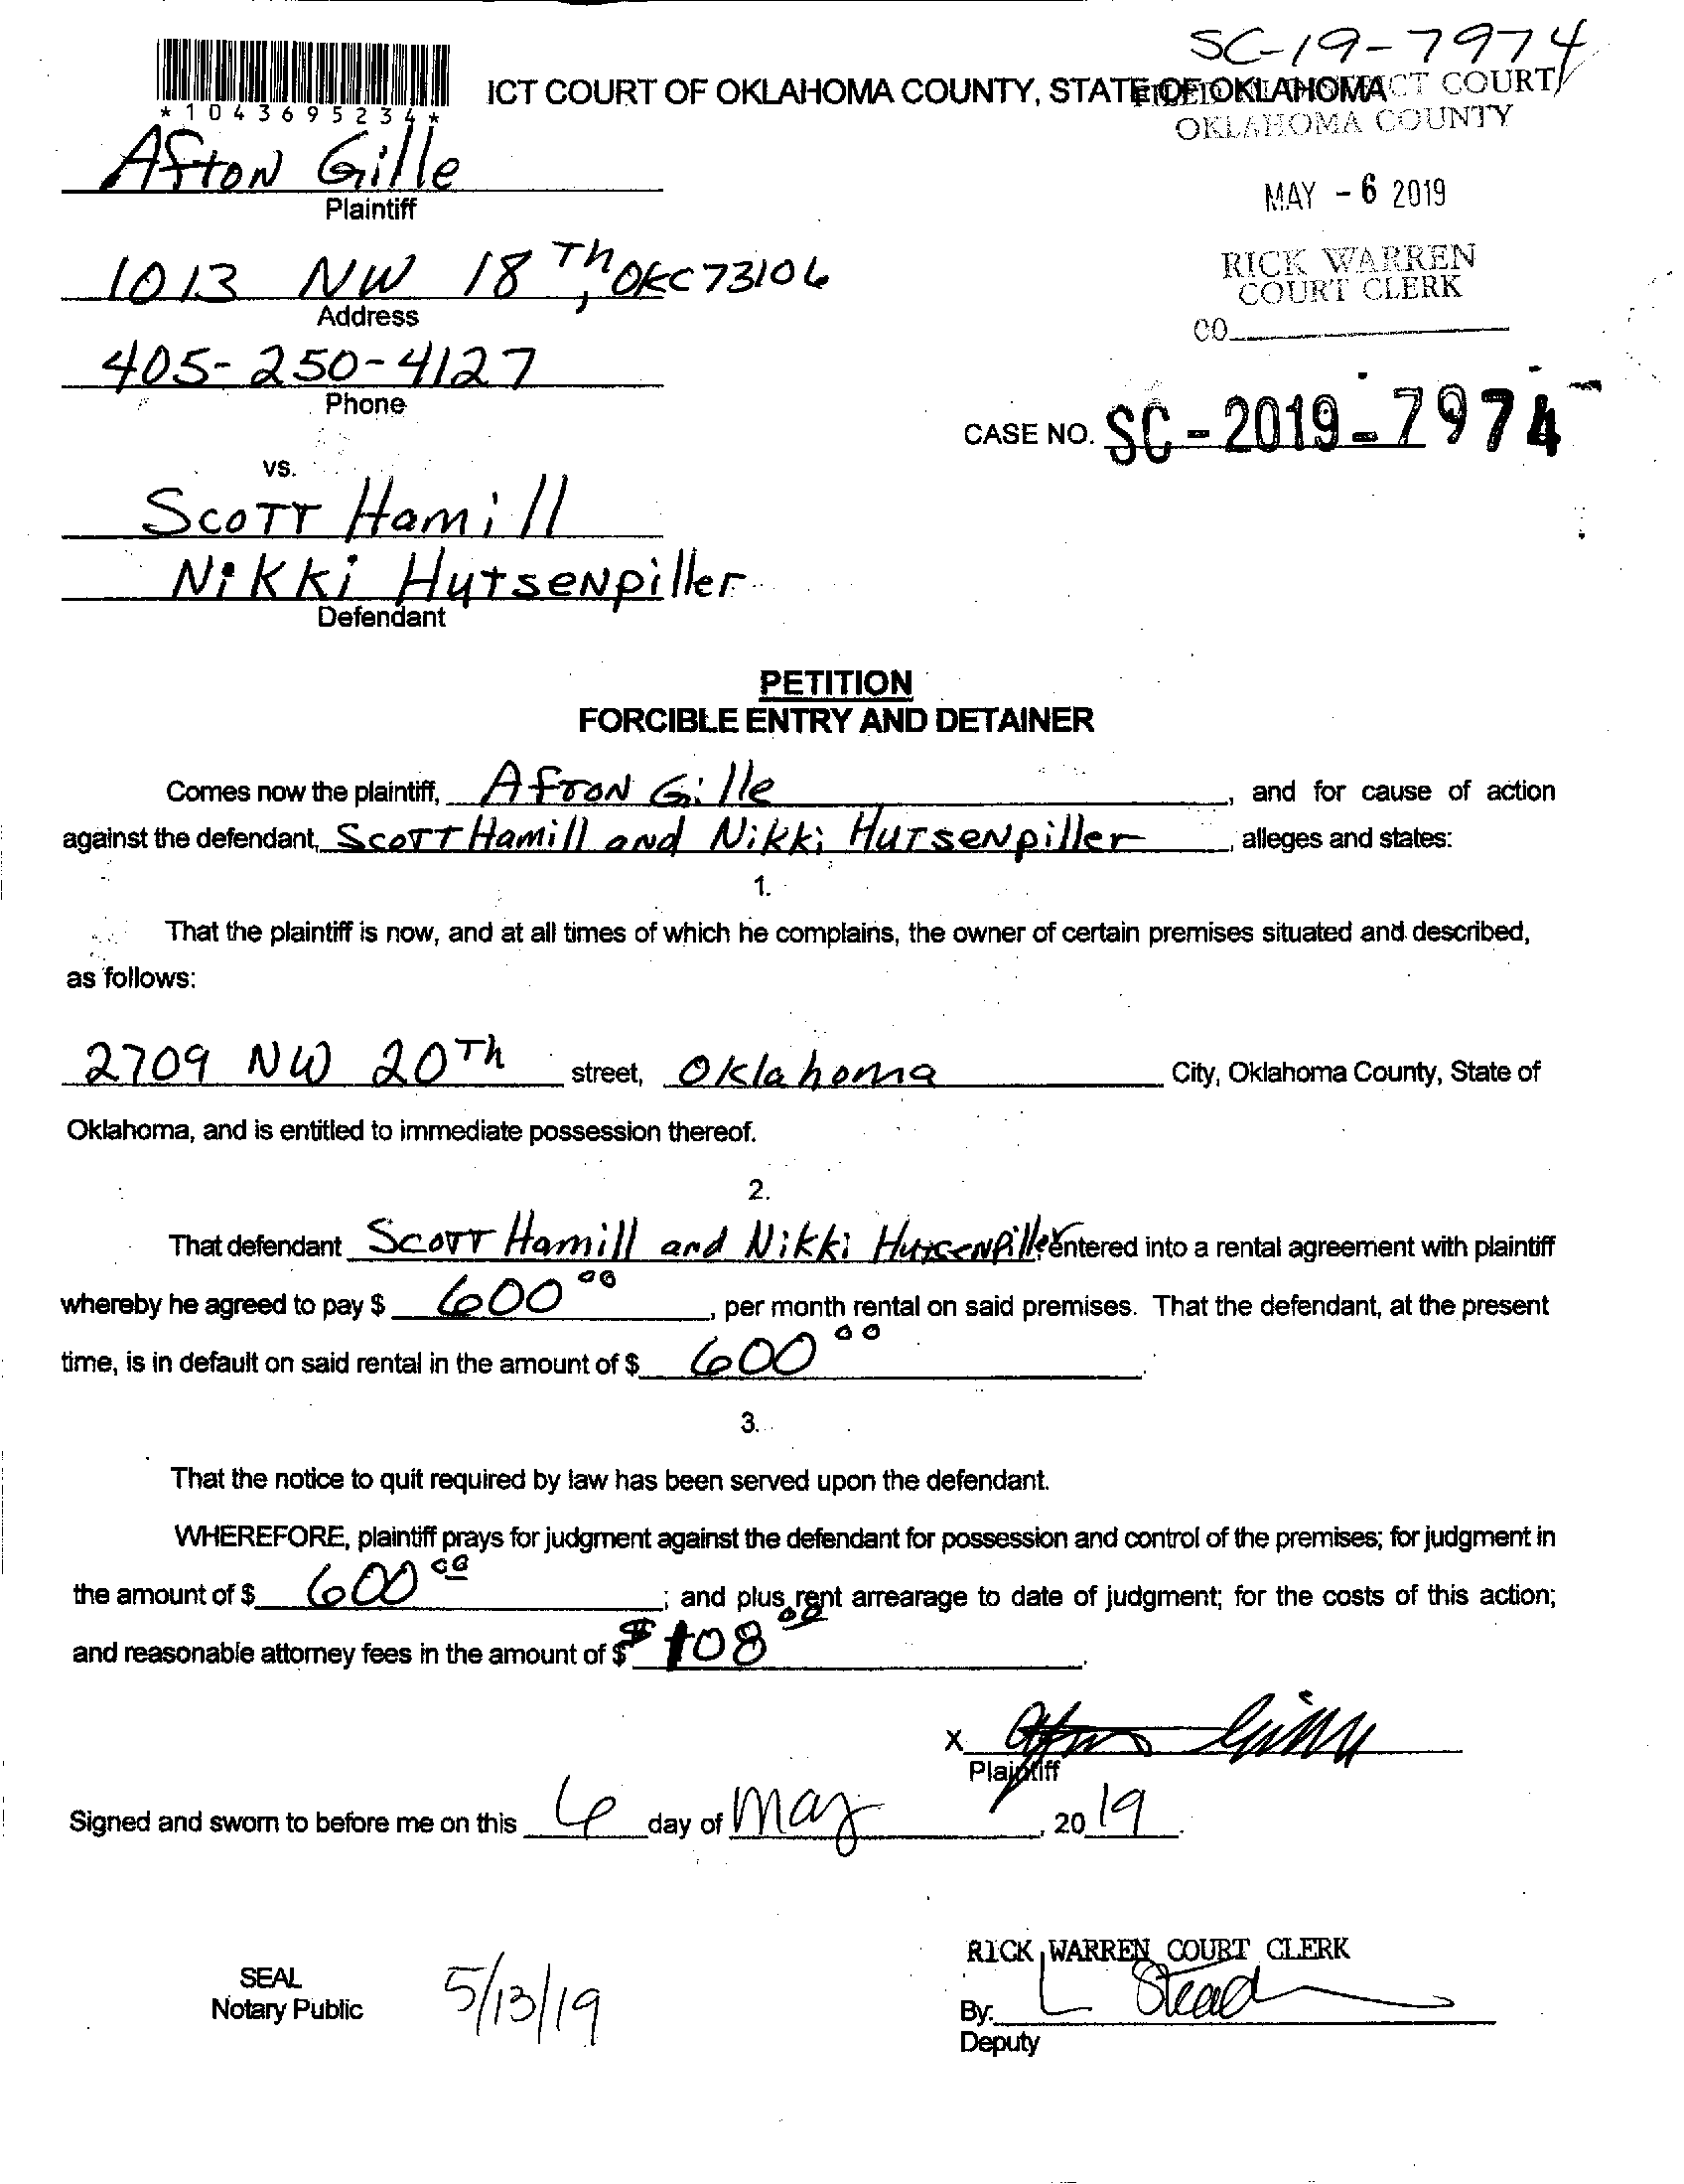 SC-19-7974
ICT COURT OF OKLAHOMA COUNTY, STATE OF OKLAHOMA
FILED IN DISTRICT COURT
OKLAHOMA COUNTY
*1043695234*
Afton Gille
Plaintiff
MAY - 6 2019
1013 NW 18 Th, OKC 73106
Address
RICK WARREN
COURT CLERK
CO
405-250-4127
Phone
CASE NO. SC - 2019 - 7974
vs.
Scott Hamill
Nikki Hutsenpiller
Defendant
PETITION
FORCIBLE ENTRY AND DETAINER
Comes now the plaintiff, Afton Gille, and for cause of action
against the defendant, Scott Hamill and Nikki Hutsenpiller, alleges and states:
1.
That the plaintiff is now, and at all times of which he complains, the owner of certain premises situated and described,
as follows:
2709 NW 20Th street, Oklahoma City, Oklahoma County, State of
Oklahoma, and is entitled to immediate possession thereof.
2.
That defendant Scott Hamill and Nikki Hutsenpiller entered into a rental agreement with plaintiff
whereby he agreed to pay $ 600 00, per month rental on said premises. That the defendant, at the present
time, is in default on said rental in the amount of $ 600 00.
3.
That the notice to quit required by law has been served upon the defendant.
WHEREFORE, plaintiff prays for judgment against the defendant for possession and control of the premises; for judgment in
the amount of $ 600 00; and plus rent arrearage to date of judgment; for the costs of this action;
and reasonable attorney fees in the amount of $ $108 00.
X Afton Gille
Plaintiff
Signed and sworn to before me on this 6 day of May, 2019.
RICK WARREN COURT CLERK
SEAL
Notary Public
5/13/19
By: L Stead
Deputy